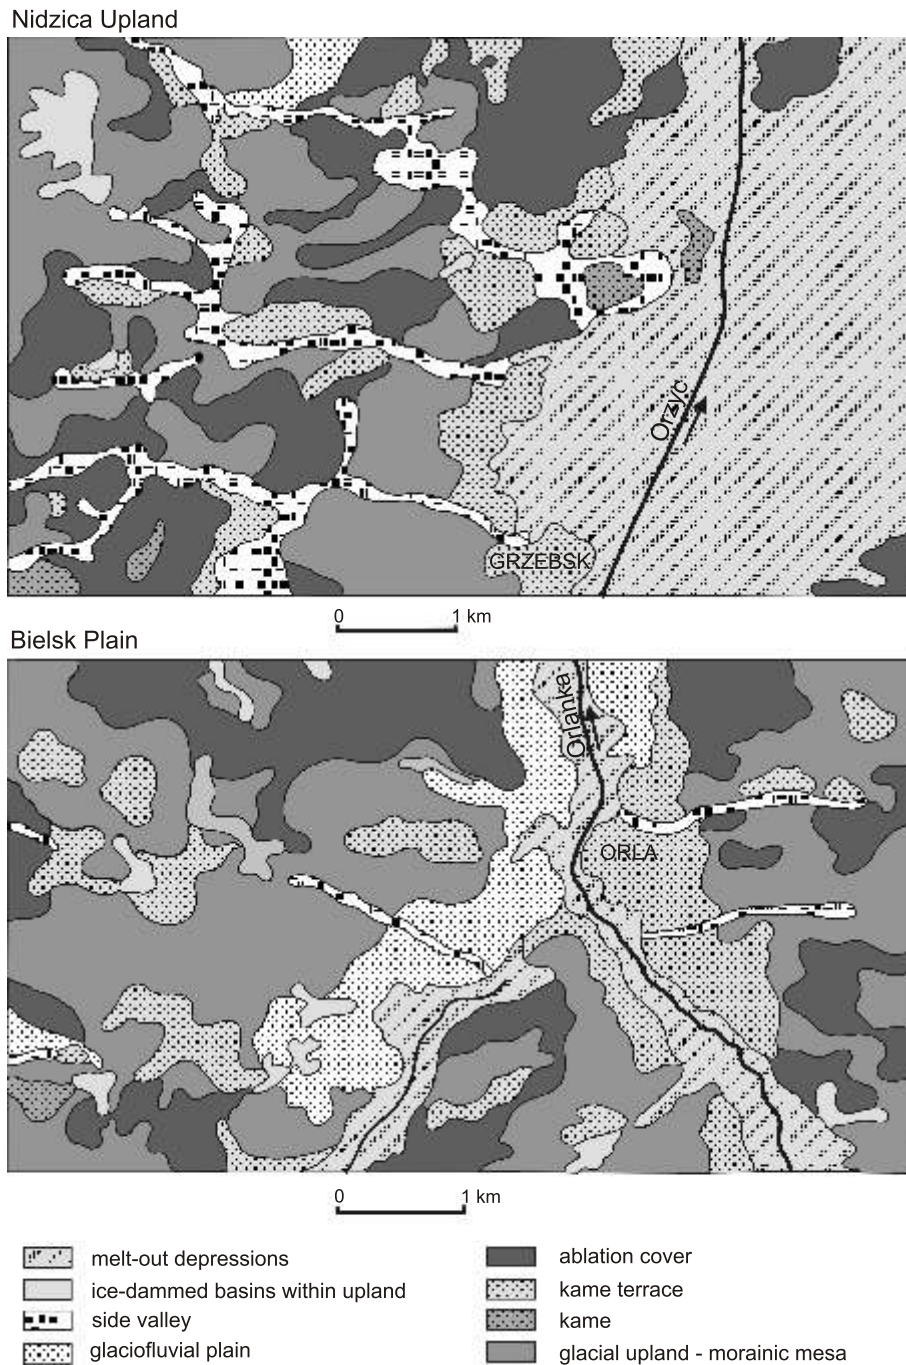 Nidzica Upland
Orzyc
GRZEBSK
0 1 km
Bielsk Plain
Orlanka
ORLA
0 1 km
melt-out depressions
ice-dammed basins within upland
side valley
glaciofluvial plain
ablation cover
kame terrace
kame
glacial upland - morainic mesa